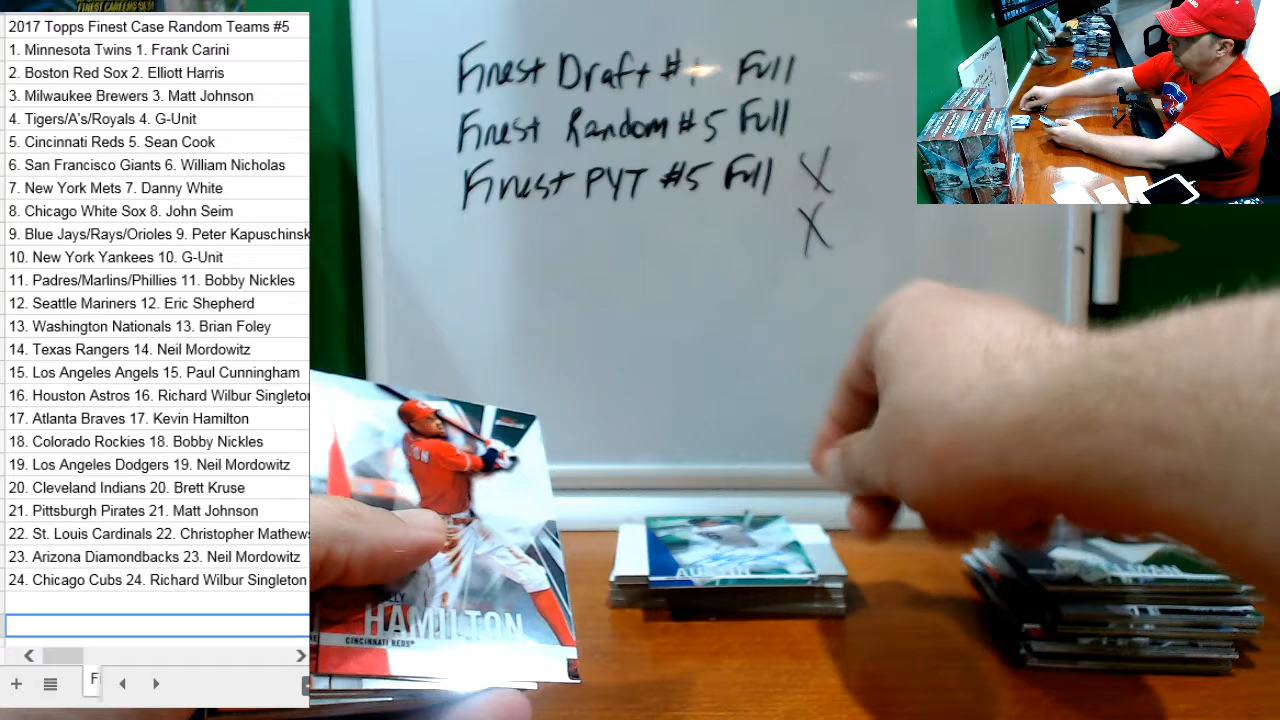 FINEST CAREERS SEM
2017 Topps Finest Case Random Teams #5
1. Minnesota Twins 1. Frank Carini
2. Boston Red Sox 2. Elliott Harris
3. Milwaukee Brewers 3. Matt Johnson
4. Tigers/A's/Royals 4. G-Unit
5. Cincinnati Reds 5. Sean Cook
6. San Francisco Giants 6. William Nicholas
7. New York Mets 7. Danny White
8. Chicago White Sox 8. John Seim
9. Blue Jays/Rays/Orioles 9. Peter Kapuschinsk
10. New York Yankees 10. G-Unit
11. Padres/Marlins/Phillies 11. Bobby Nickles
12. Seattle Mariners 12. Eric Shepherd
13. Washington Nationals 13. Brian Foley
14. Texas Rangers 14. Neil Mordowitz
15. Los Angeles Angels 15. Paul Cunningham
16. Houston Astros 16. Richard Wilbur Singleton
17. Atlanta Braves 17. Kevin Hamilton
18. Colorado Rockies 18. Bobby Nickles
19. Los Angeles Dodgers 19. Neil Mordowitz
20. Cleveland Indians 20. Brett Kruse
21. Pittsburgh Pirates 21. Matt Johnson
22. St. Louis Cardinals 22. Christopher Mathews
23. Arizona Diamondbacks 23. Neil Mordowitz
24. Chicago Cubs 24. Richard Wilbur Singleton
F
Finest Draft #1 Full
Finest Random #5 Full
Finest PYT #5 Full X
X
HAMILTON
CINCINNATI REDS